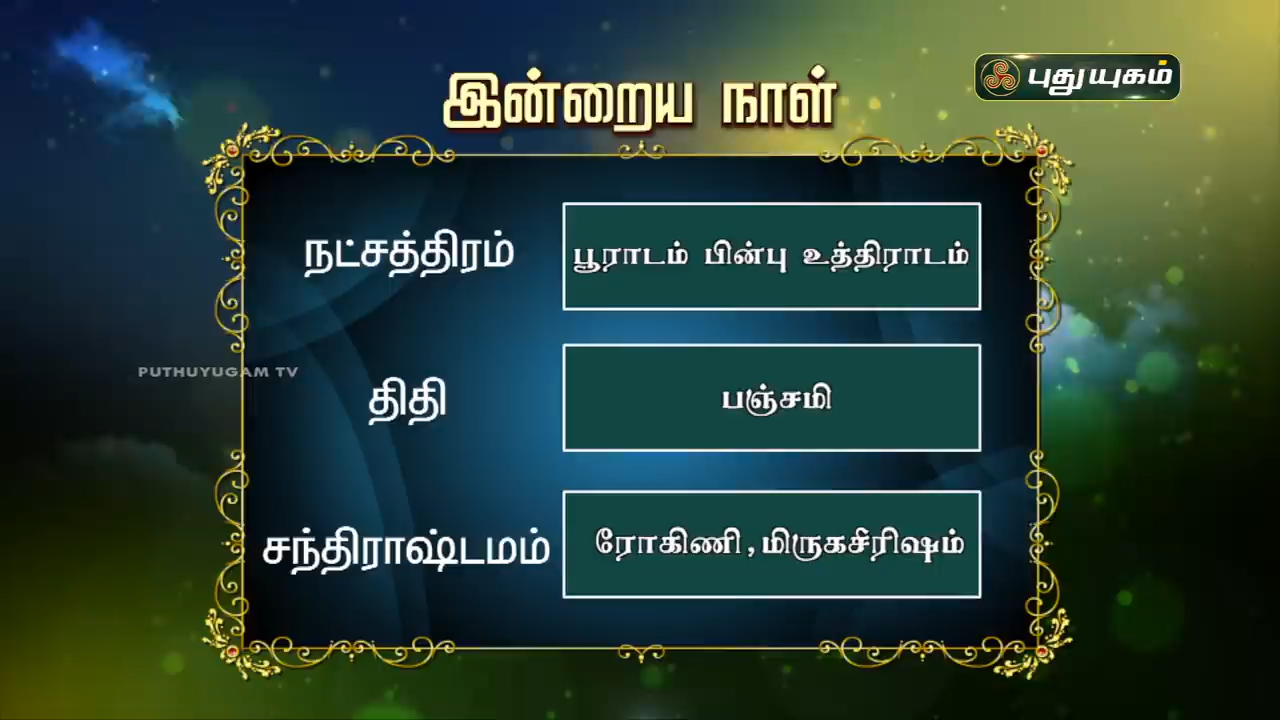 இன்றைய நாள்
புதுயுகம்
நட்சத்திரம்
பூராடம் பின்பு உத்திராடம்
PUTHUYUGAM TV
திதி
பஞ்சமி
சந்திராஷ்டமம்
ரோகிணி,மிருகசீரிஷம்